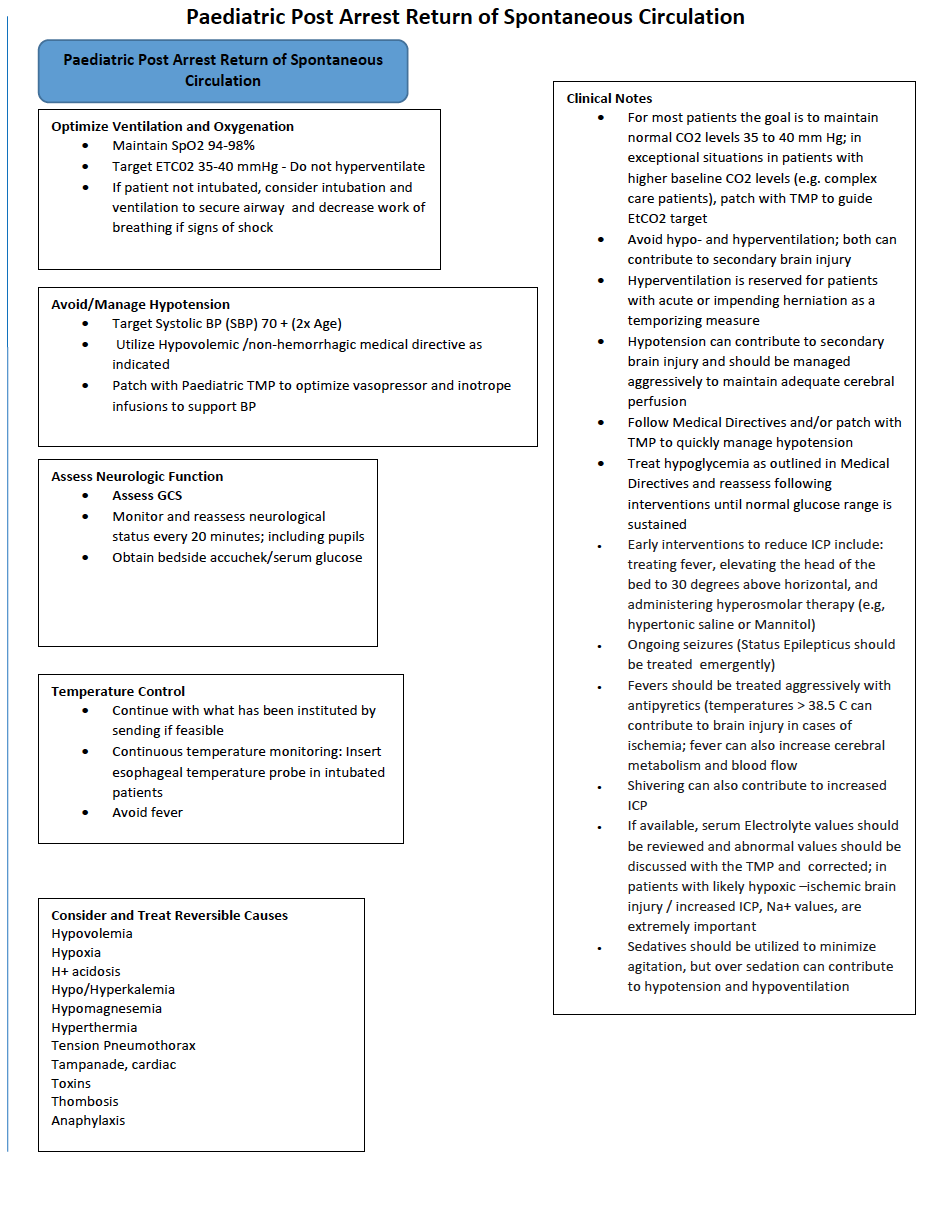 Paediatric Post Arrest Return of Spontaneous Circulation
Paediatric Post Arrest Return of Spontaneous
Circulation
Optimize Ventilation and Oxygenation
• Maintain SpO2 94-98%
• Target ETC02 35-40 mmHg - Do not hyperventilate
• If patient not intubated, consider intubation and
ventilation to secure airway and decrease work of
breathing if signs of shock
Avoid/Manage Hypotension
• Target Systolic BP (SBP) 70 + (2x Age)
• Utilize Hypovolemic /non-hemorrhagic medical directive as
indicated
• Patch with Paediatric TMP to optimize vasopressor and inotrope
infusions to support BP
Assess Neurologic Function
• Assess GCS
• Monitor and reassess neurological
status every 20 minutes; including pupils
• Obtain bedside accuchek/serum glucose
Temperature Control
• Continue with what has been instituted by
sending if feasible
• Continuous temperature monitoring: Insert
esophageal temperature probe in intubated
patients
• Avoid fever
Consider and Treat Reversible Causes
Hypovolemia
Hypoxia
H+ acidosis
Hypo/Hyperkalemia
Hypomagnesemia
Hyperthermia
Tension Pneumothorax
Tampanade, cardiac
Toxins
Thombosis
Anaphylaxis
Clinical Notes
• For most patients the goal is to maintain
normal CO2 levels 35 to 40 mm Hg; in
exceptional situations in patients with
higher baseline CO2 levels (e.g. complex
care patients), patch with TMP to guide
EtCO2 target
• Avoid hypo- and hyperventilation; both can
contribute to secondary brain injury
• Hyperventilation is reserved for patients
with acute or impending herniation as a
temporizing measure
• Hypotension can contribute to secondary
brain injury and should be managed
aggressively to maintain adequate cerebral
perfusion
• Follow Medical Directives and/or patch with
TMP to quickly manage hypotension
• Treat hypoglycemia as outlined in Medical
Directives and reassess following
interventions until normal glucose range is
sustained
• Early interventions to reduce ICP include:
treating fever, elevating the head of the
bed to 30 degrees above horizontal, and
administering hyperosmolar therapy (e.g,
hypertonic saline or Mannitol)
• Ongoing seizures (Status Epilepticus should
be treated emergently)
• Fevers should be treated aggressively with
antipyretics (temperatures > 38.5 C can
contribute to brain injury in cases of
ischemia; fever can also increase cerebral
metabolism and blood flow
• Shivering can also contribute to increased
ICP
• If available, serum Electrolyte values should
be reviewed and abnormal values should be
discussed with the TMP and corrected; in
patients with likely hypoxic –ischemic brain
injury / increased ICP, Na+ values, are
extremely important
• Sedatives should be utilized to minimize
agitation, but over sedation can contribute
to hypotension and hypoventilation